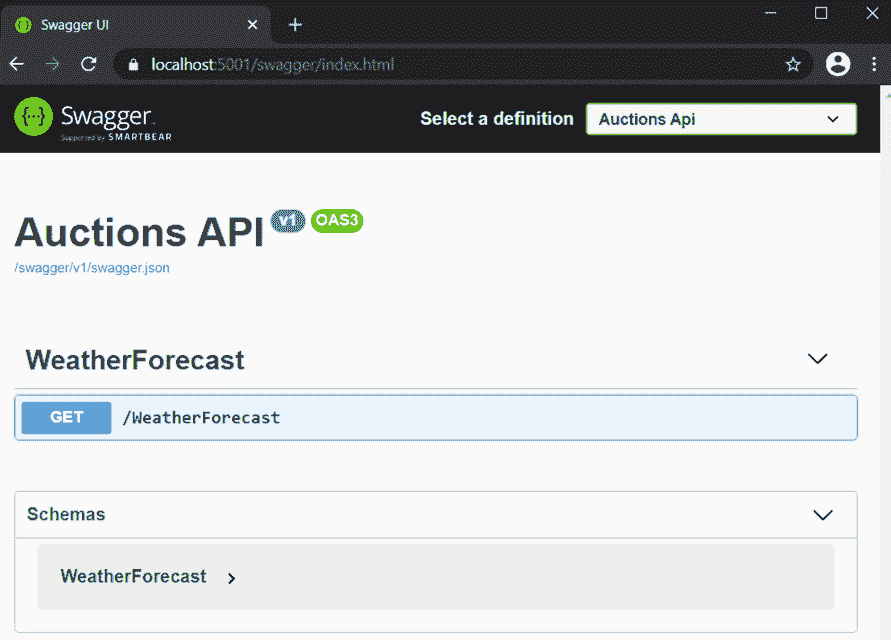 Swagger UI
localhost:5001/swagger/index.html
Swagger
Supported by SMARTBEAR
Select a definition
Auctions Api
Auctions API v1 OAS3
/swagger/v1/swagger.json
WeatherForecast
GET /WeatherForecast
Schemas
WeatherForecast